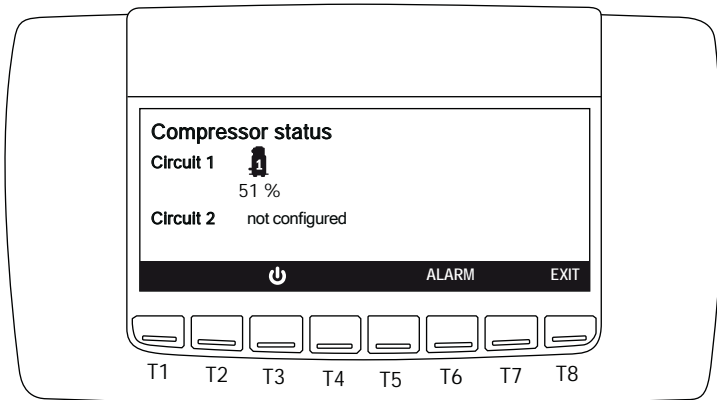 Compressor status
Circuit 1 1
51 %
Circuit 2 not configured
ALARM EXIT
T1 T2 T3 T4 T5 T6 T7 T8